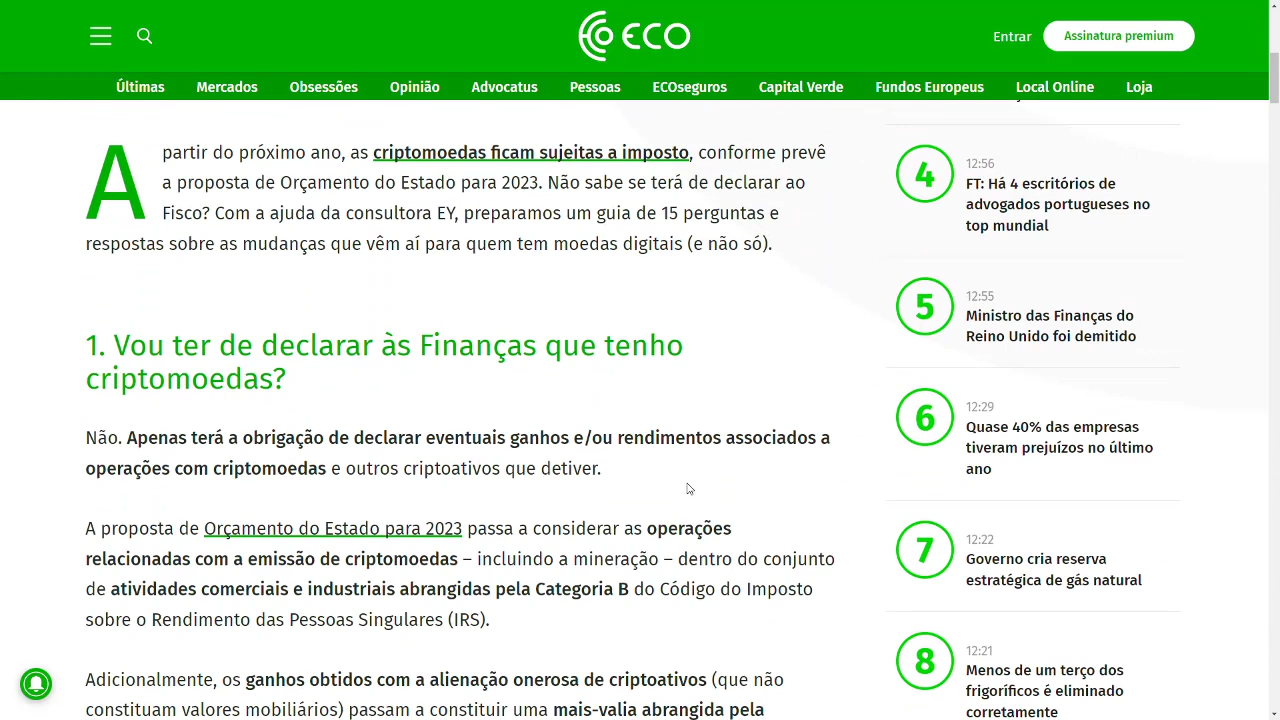 ECO
Entrar
Assinatura premium
Últimas
Mercados
Obsessões
Opinião
Advocatus
Pessoas
ECOseguros
Capital Verde
Fundos Europeus
Local Online
Loja
A partir do próximo ano, as criptomoedas ficam sujeitas a imposto, conforme prevê
a proposta de Orçamento do Estado para 2023. Não sabe se terá de declarar ao
Fisco? Com a ajuda da consultora EY, preparamos um guia de 15 perguntas e
respostas sobre as mudanças que vêm aí para quem tem moedas digitais (e não só).
1. Vou ter de declarar às Finanças que tenho
criptomoedas?
Não. Apenas terá a obrigação de declarar eventuais ganhos e/ou rendimentos associados a
operações com criptomoedas e outros criptoativos que detiver.
A proposta de Orçamento do Estado para 2023 passa a considerar as operações
relacionadas com a emissão de criptomoedas – incluindo a mineração – dentro do conjunto
de atividades comerciais e industriais abrangidas pela Categoria B do Código do Imposto
sobre o Rendimento das Pessoas Singulares (IRS).
Adicionalmente, os ganhos obtidos com a alienação onerosa de criptoativos (que não
constituam valores mobiliários) passam a constituir uma mais-valia abrangida pela
4
12:56
FT: Há 4 escritórios de
advogados portugueses no
top mundial
5
12:55
Ministro das Finanças do
Reino Unido foi demitido
6
12:29
Quase 40% das empresas
tiveram prejuízos no último
ano
7
12:22
Governo cria reserva
estratégica de gás natural
8
12:21
Menos de um terço dos
frigoríficos é eliminado
corretamente